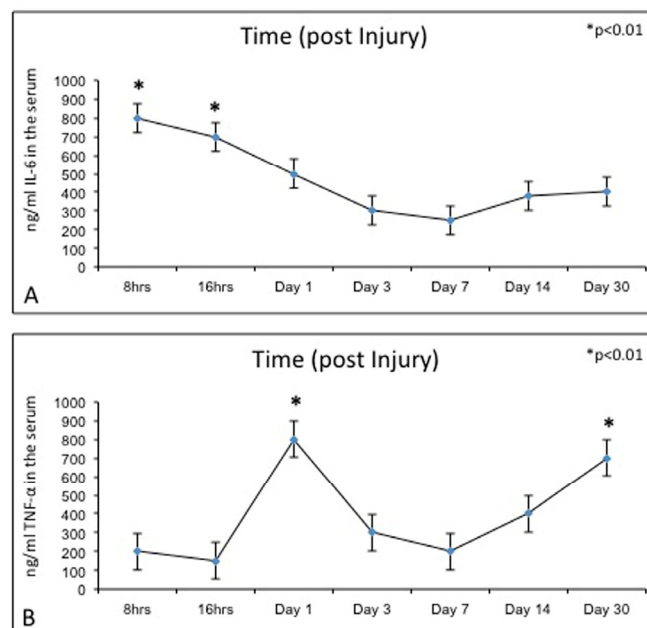 Time (post Injury)
*p<0.01
ng/ml IL-6 in the serum
1000
900
800
700
600
500
400
300
200
100
0
*
*
8hrs 16hrs Day 1 Day 3 Day 7 Day 14 Day 30
A
Time (post Injury)
*p<0.01
ng/ml TNF-α in the serum
1000
900
800
700
600
500
400
300
200
100
0
*
*
8hrs 16hrs Day 1 Day 3 Day 7 Day 14 Day 30
B